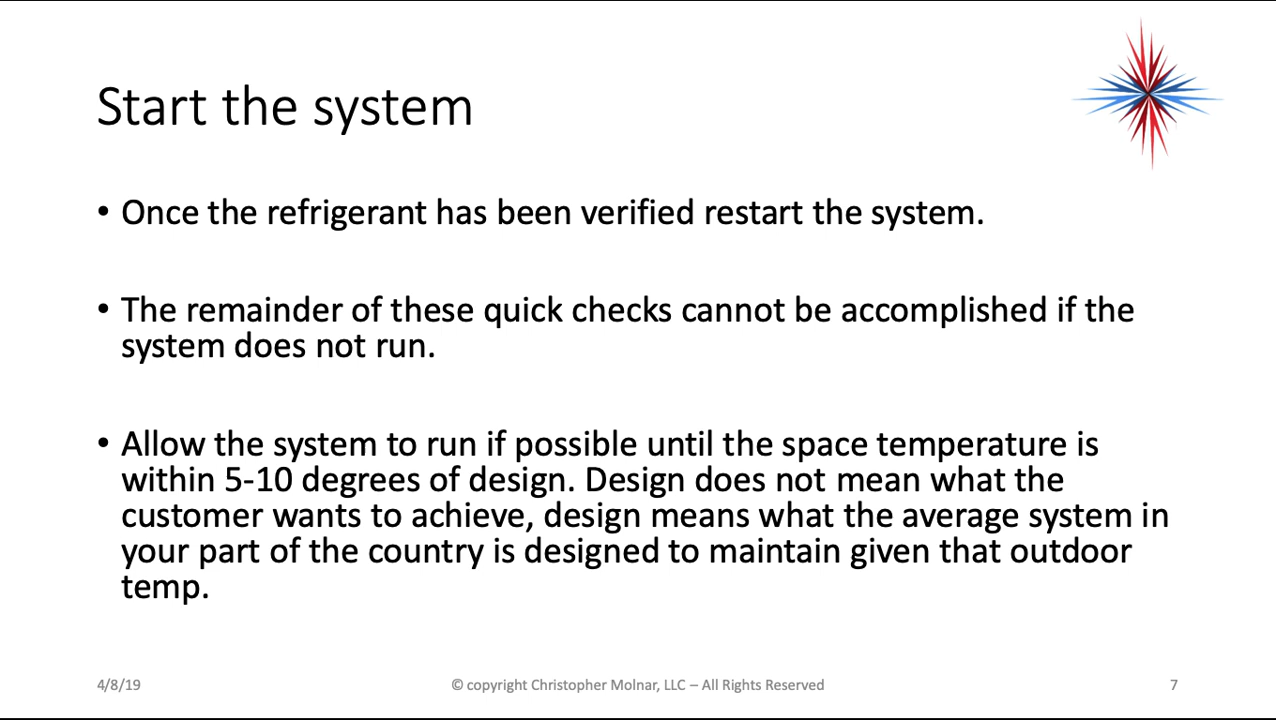 Start the system
• Once the refrigerant has been verified restart the system.
• The remainder of these quick checks cannot be accomplished if the
system does not run.
• Allow the system to run if possible until the space temperature is
within 5-10 degrees of design. Design does not mean what the
customer wants to achieve, design means what the average system in
your part of the country is designed to maintain given that outdoor
temp.
4/8/19
© copyright Christopher Molnar, LLC – All Rights Reserved
7